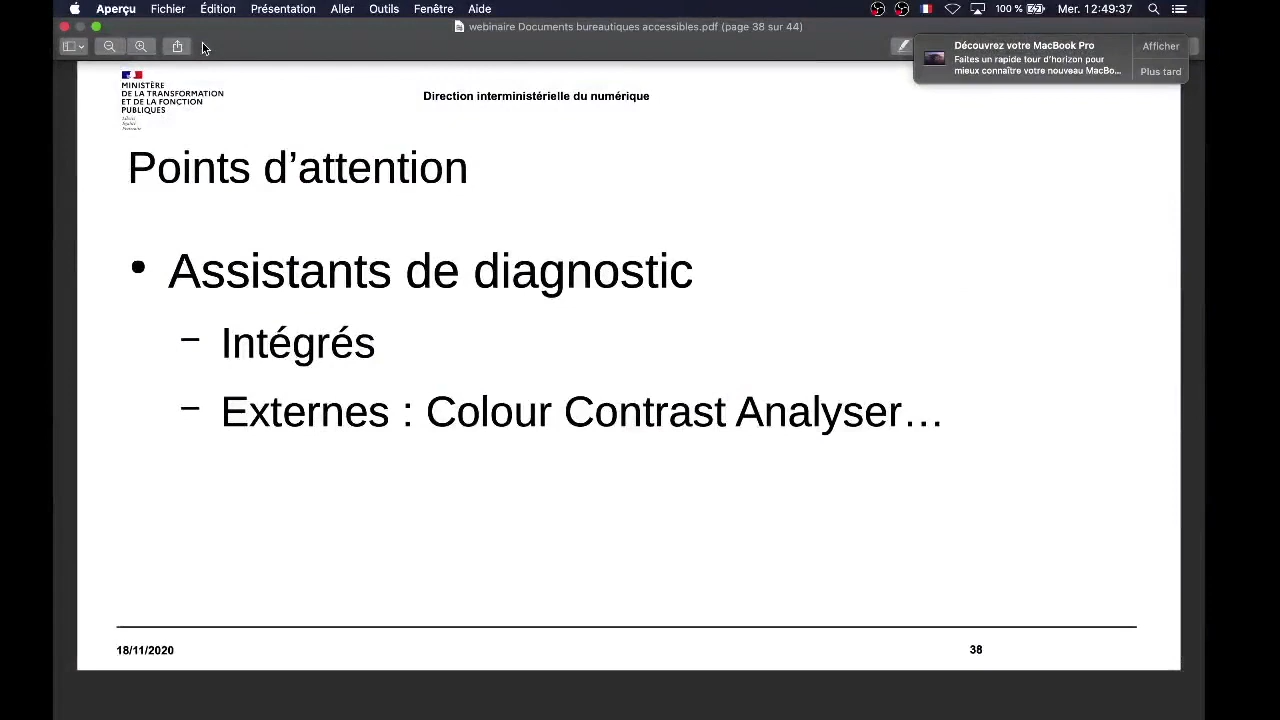 Aperçu Fichier Édition Présentation Aller Outils Fenêtre Aide 100 % Mer. 12:49:37
webinaire Documents bureautiques accessibles.pdf (page 38 sur 44)
Découvrez votre MacBook Pro
Faites un rapide tour d'horizon pour
mieux connaître votre nouveau MacBo...
Afficher
Plus tard
MINISTÈRE
DE LA TRANSFORMATION
ET DE LA FONCTION
PUBLIQUES
Liberté
Égalité
Fraternité
Direction interministérielle du numérique
Points d’attention
• Assistants de diagnostic
– Intégrés
– Externes : Colour Contrast Analyser…
18/11/2020
38